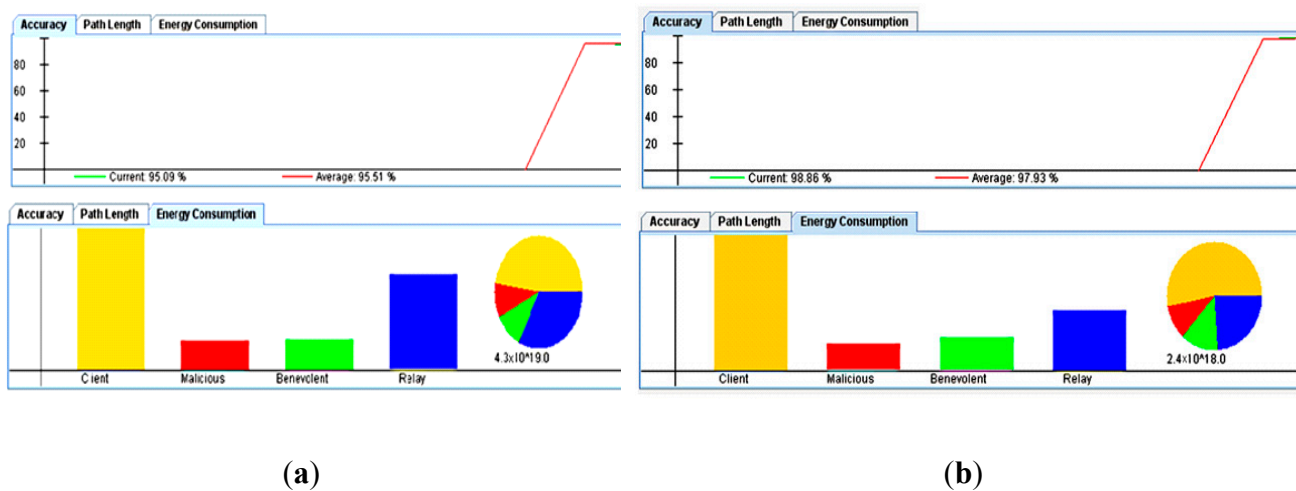 Accuracy Path Length Energy Consumption
80
60
40
20
Current: 95.09 % Average: 95.51 %
Accuracy Path Length Energy Consumption
4.3x10^19.0
Client Malicious Benevolent Relay
(a)
Accuracy Path Length Energy Consumption
80
60
40
20
Current: 98.86 % Average: 97.93 %
Accuracy Path Length Energy Consumption
2.4x10^18.0
Client Malicious Benevolent Relay
(b)